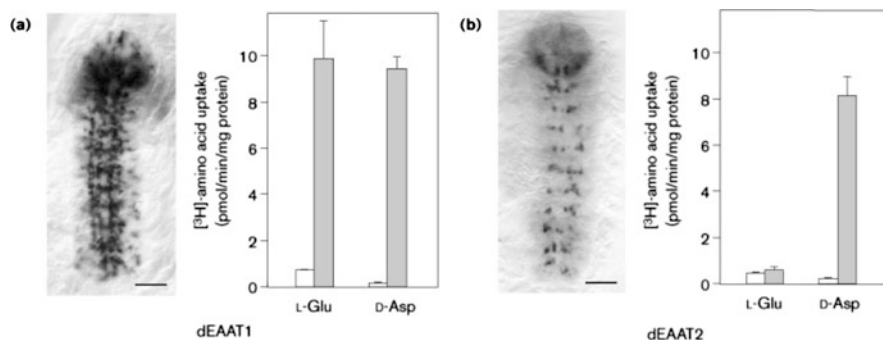 (a)
[³H]-amino acid uptake
(pmol/min/mg protein)
10
8
6
4
2
0
L-Glu
D-Asp
dEAAT1
(b)
[³H]-amino acid uptake
(pmol/min/mg protein)
10
8
6
4
2
0
L-Glu
D-Asp
dEAAT2